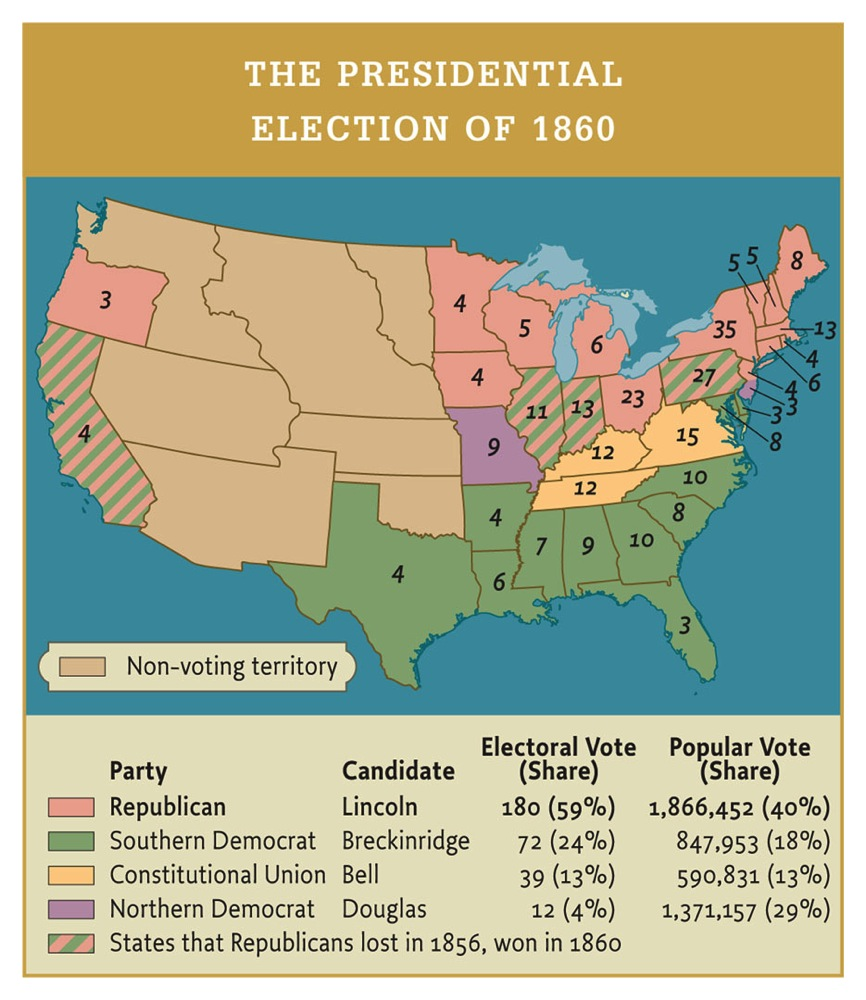 THE PRESIDENTIAL
ELECTION OF 1860
5 5 8
3
4
5
6
35
13
4
6
4
11
13
23
27
4
3
3
8
4
9
12
15
12
10
8
4
7
9
10
4
6
3
Non-voting territory
Electoral Vote Popular Vote
Party Candidate (Share) (Share)
Republican Lincoln 180 (59%) 1,866,452 (40%)
Southern Democrat Breckinridge 72 (24%) 847,953 (18%)
Constitutional Union Bell 39 (13%) 590,831 (13%)
Northern Democrat Douglas 12 (4%) 1,371,157 (29%)
States that Republicans lost in 1856, won in 1860